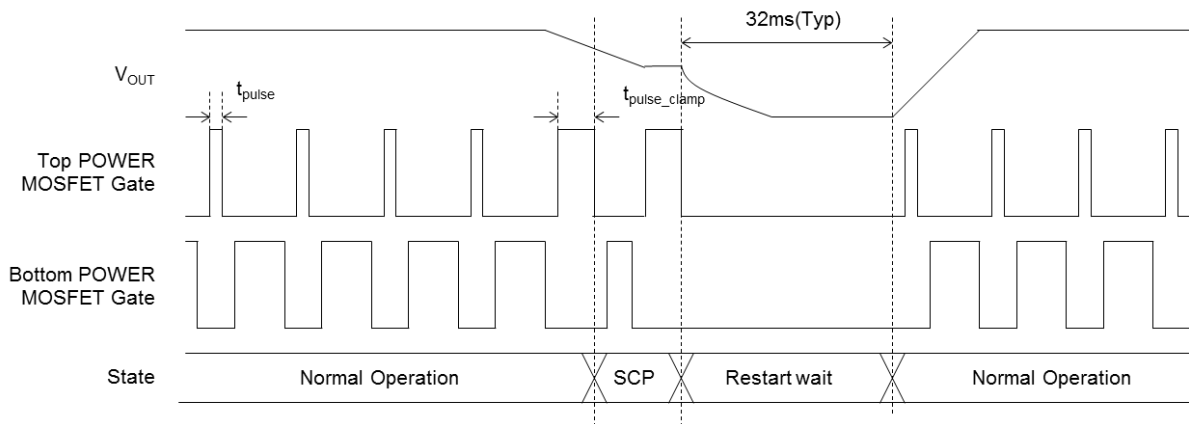 32ms(Typ)
VOUT
tpulse
tpulse_clamp
Top POWER
MOSFET Gate
Bottom POWER
MOSFET Gate
State
Normal Operation
SCP
Restart wait
Normal Operation